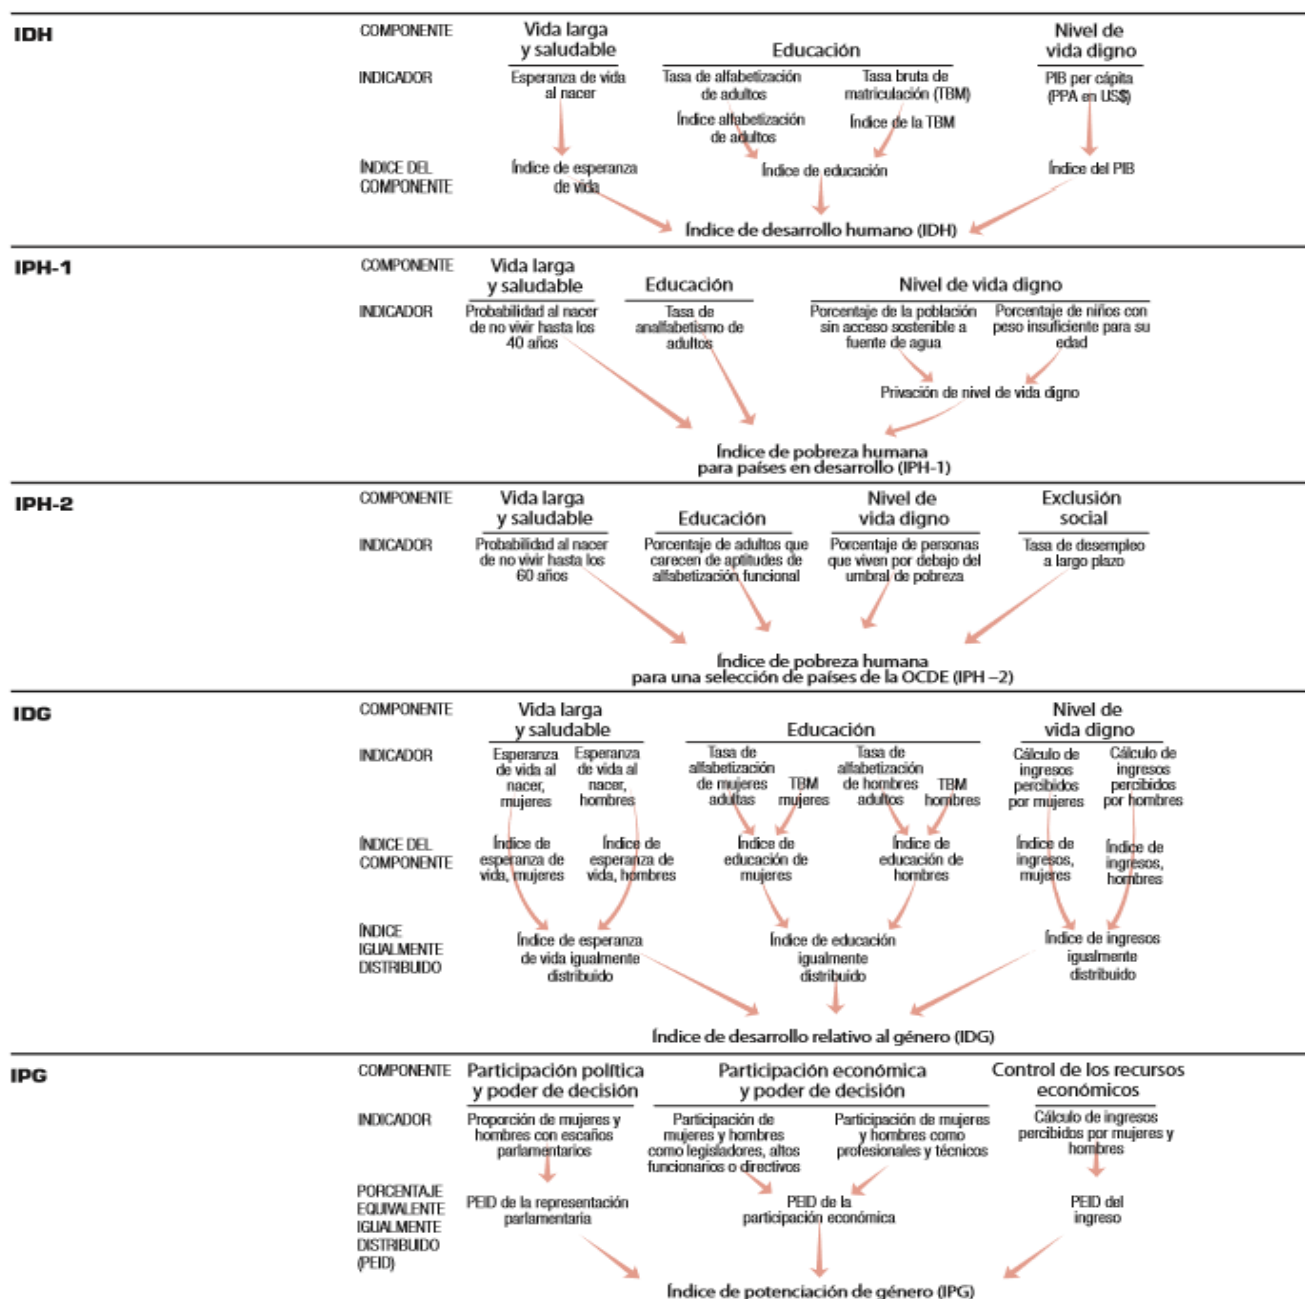 IDH
COMPONENTE
Vida larga
y saludable
Educación
Nivel de
vida digno
INDICADOR
Esperanza de vida
al nacer
Tasa de alfabetización
de adultos
Tasa bruta de
matriculación (TBM)
PIB per cápita
(PPA en US$)
Índice alfabetización
de adultos
Índice de la TBM
ÍNDICE DEL
COMPONENTE
Índice de esperanza
de vida
Índice de educación
Índice del PIB
Índice de desarrollo humano (IDH)
IPH-1
COMPONENTE
Vida larga
y saludable
Educación
Nivel de vida digno
INDICADOR
Probabilidad al nacer
de no vivir hasta los
40 años
Tasa de
analfabetismo de
adultos
Porcentaje de la población
sin acceso sostenible a
fuente de agua
Porcentaje de niños con
peso insuficiente para su
edad
Privación de nivel de vida digno
Índice de pobreza humana
para países en desarrollo (IPH-1)
IPH-2
COMPONENTE
Vida larga
y saludable
Educación
Nivel de
vida digno
Exclusión
social
INDICADOR
Probabilidad al nacer
de no vivir hasta los
60 años
Porcentaje de adultos que
carecen de aptitudes de
alfabetización funcional
Porcentaje de personas
que viven por debajo del
umbral de pobreza
Tasa de desempleo
a largo plazo
Índice de pobreza humana
para una selección de países de la OCDE (IPH –2)
IDG
COMPONENTE
Vida larga
y saludable
Educación
Nivel de
vida digno
INDICADOR
Esperanza
de vida al
nacer,
mujeres
Esperanza
de vida al
nacer,
hombres
Tasa de
alfabetización
de mujeres
adultas
TBM
mujeres
Tasa de
alfabetización
de hombres
adultos
TBM
hombres
Cálculo de
ingresos
percibidos
por mujeres
Cálculo de
ingresos
percibidos
por hombres
ÍNDICE DEL
COMPONENTE
Índice de
esperanza de
vida, mujeres
Índice de
esperanza de
vida, hombres
Índice de
educación de
mujeres
Índice de
educación de
hombres
Índice de
ingresos,
mujeres
Índice de
ingresos,
hombres
ÍNDICE
IGUALMENTE
DISTRIBUIDO
Índice de esperanza
de vida igualmente
distribuido
Índice de educación
igualmente
distribuido
Índice de ingresos
igualmente
distribuido
Índice de desarrollo relativo al género (IDG)
IPG
COMPONENTE
Participación política
y poder de decisión
Participación económica
y poder de decisión
Control de los recursos
económicos
INDICADOR
Proporción de mujeres y
hombres con escaños
parlamentarios
Participación de
mujeres y hombres
como legisladores, altos
funcionarios o directivos
Participación de mujeres
y hombres como
profesionales y técnicos
Cálculo de ingresos
percibidos por mujeres y
hombres
PORCENTAJE
EQUIVALENTE
IGUALMENTE
DISTRIBUIDO
(PEID)
PEID de la representación
parlamentaria
PEID de la
participación económica
PEID del
ingreso
Índice de potenciación de género (IPG)